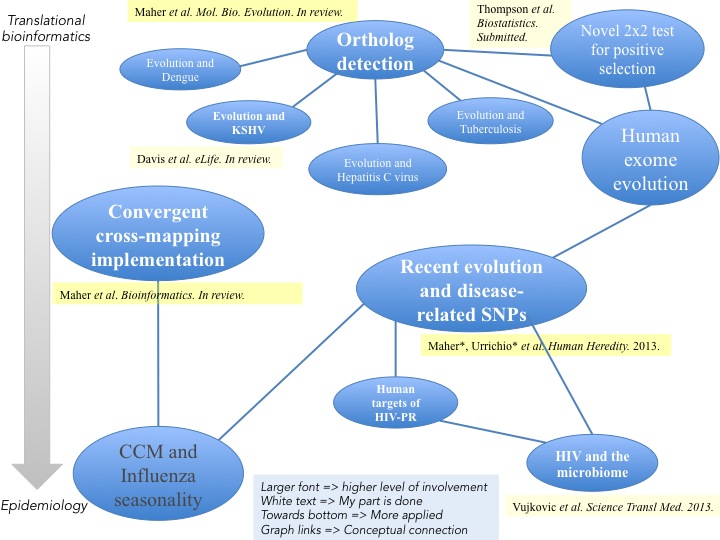 Translational
bioinformatics
Maher et al. Mol. Bio. Evolution. In review.
Thompson et al.
Biostatistics.
Submitted.
Ortholog
detection
Novel 2x2 test
for positive
selection
Evolution and
Dengue
Evolution and
KSHV
Evolution and
Tuberculosis
Human
exome
evolution
Davis et al. eLife. In review.
Evolution and
Hepatitis C virus
Convergent
cross-mapping
implementation
Maher et al. Bioinformatics. In review.
Recent evolution
and disease-
related SNPs
Maher*, Urrichio* et al. Human Heredity. 2013.
Human
targets of
HIV-PR
CCM and
Influenza
seasonality
HIV and the
microbiome
Epidemiology
Larger font => higher level of involvement
White text => My part is done
Towards bottom => More applied
Graph links => Conceptual connection
Vujkovic et al. Science Transl Med. 2013.